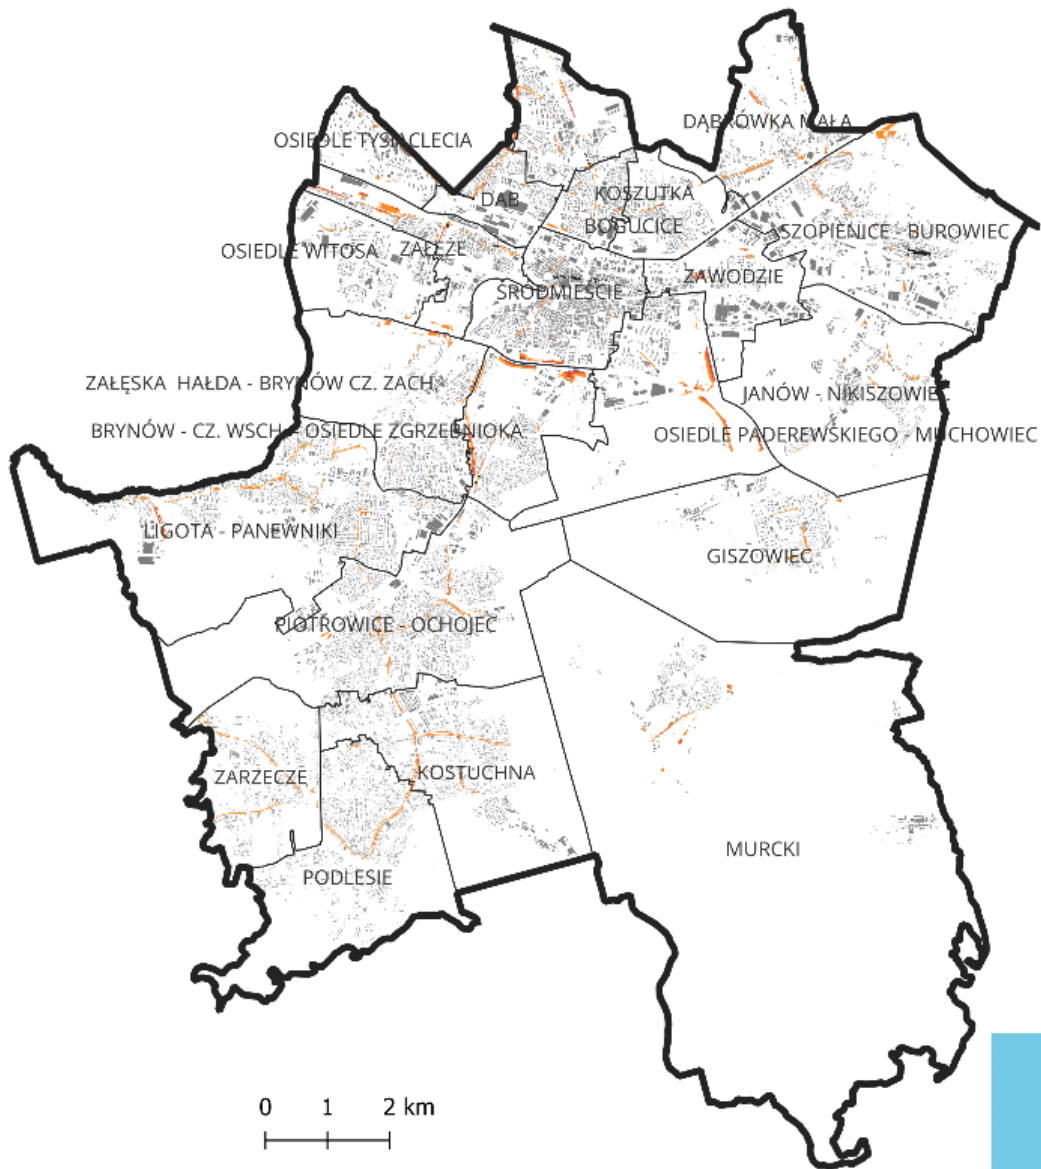 DĄBRÓWKA MAŁA
OSIEDLE TYSIĄCLECIA
KOSZUTKA
DĄB
BOGUCICE
SZOPIENICE - BUROWIEC
OSIEDLE WITOSA
ZAŁĘŻE
ZAWODZIE
ŚRÓDMIEŚCIE
ZAŁĘSKA HAŁDA - BRYNÓW CZ. ZACH.
JANÓW - NIKISZOWIEC
BRYNÓW - CZ. WSCH. - OSIEDLE ZGRZEBNIOKA
OSIEDLE PADEREWSKIEGO - MUCHOWIEC
LIGOTA - PANEWNIKI
GISZOWIEC
PIOTROWICE - OCHOJEC
ZARZECZE
KOSTUCHNA
MURCKI
PODLESIE
0 1 2 km